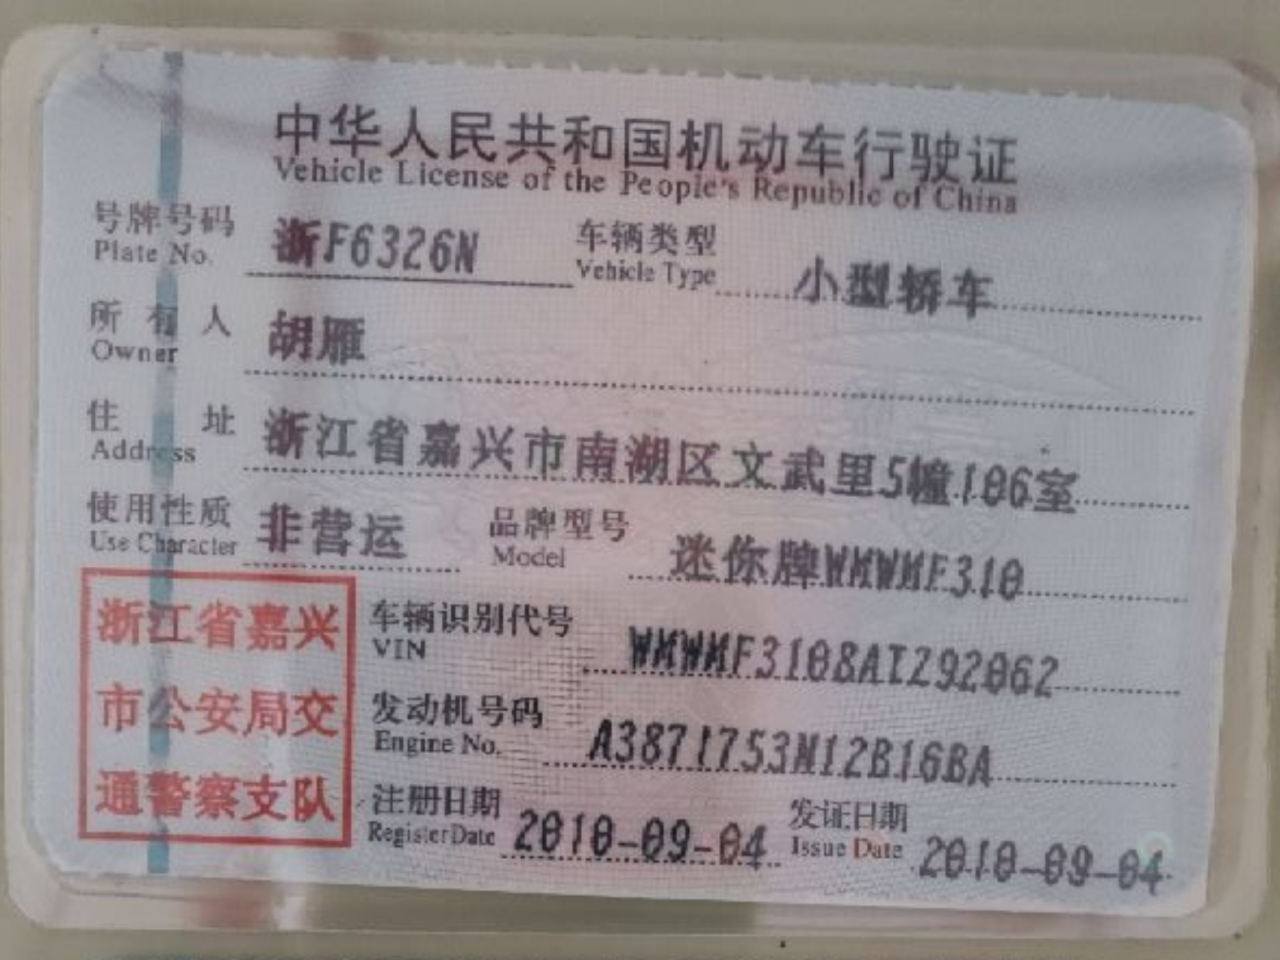 中华人民共和国机动车行驶证
Vehicle License of the People's Republic of China
号牌号码 浙F6326N 车辆类型 小型轿车
Plate No. Vehicle Type
所有人 胡雁
Owner
住址 浙江省嘉兴市南湖区文武里5幢106室
Address
使用性质 非营运 品牌型号 迷你牌WMWMF310
Use Character Model
浙江省嘉兴
市公安局交
通警察支队
车辆识别代号 WMWMF3108ATZ92062
VIN
发动机号码 A3871753N12B16BA
Engine No.
注册日期 2010-09-04 发证日期 2010-09-04
Register Date Issue Date